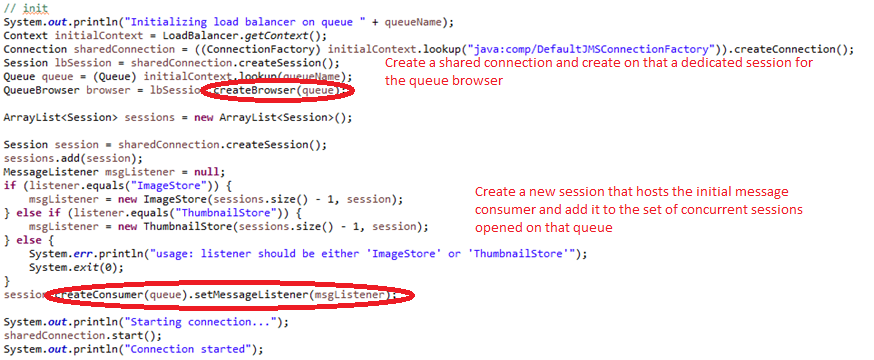 // init
System.out.println("Initializing load balancer on queue " + queueName);
Context initialContext = LoadBalancer.getContext();
Connection sharedConnection = ((ConnectionFactory) initialContext.lookup("java:comp/DefaultJMSConnectionFactory")).createConnection();
Session lbSession = sharedConnection.createSession();
Queue queue = (Queue) initialContext.lookup(queueName);
QueueBrowser browser = lbSession.createBrowser(queue);
Create a shared connection and create on that a dedicated session for
the queue browser
ArrayList<Session> sessions = new ArrayList<Session>();
Session session = sharedConnection.createSession();
sessions.add(session);
MessageListener msgListener = null;
if (listener.equals("ImageStore")) {
msgListener = new ImageStore(sessions.size() - 1, session);
} else if (listener.equals("ThumbnailStore")) {
msgListener = new ThumbnailStore(sessions.size() - 1, session);
} else {
System.err.println("usage: listener should be either 'ImageStore' or 'ThumbnailStore'");
System.exit(0);
}
Create a new session that hosts the initial message
consumer and add it to the set of concurrent sessions
opened on that queue
session.createConsumer(queue).setMessageListener(msgListener);
System.out.println("Starting connection...");
sharedConnection.start();
System.out.println("Connection started");